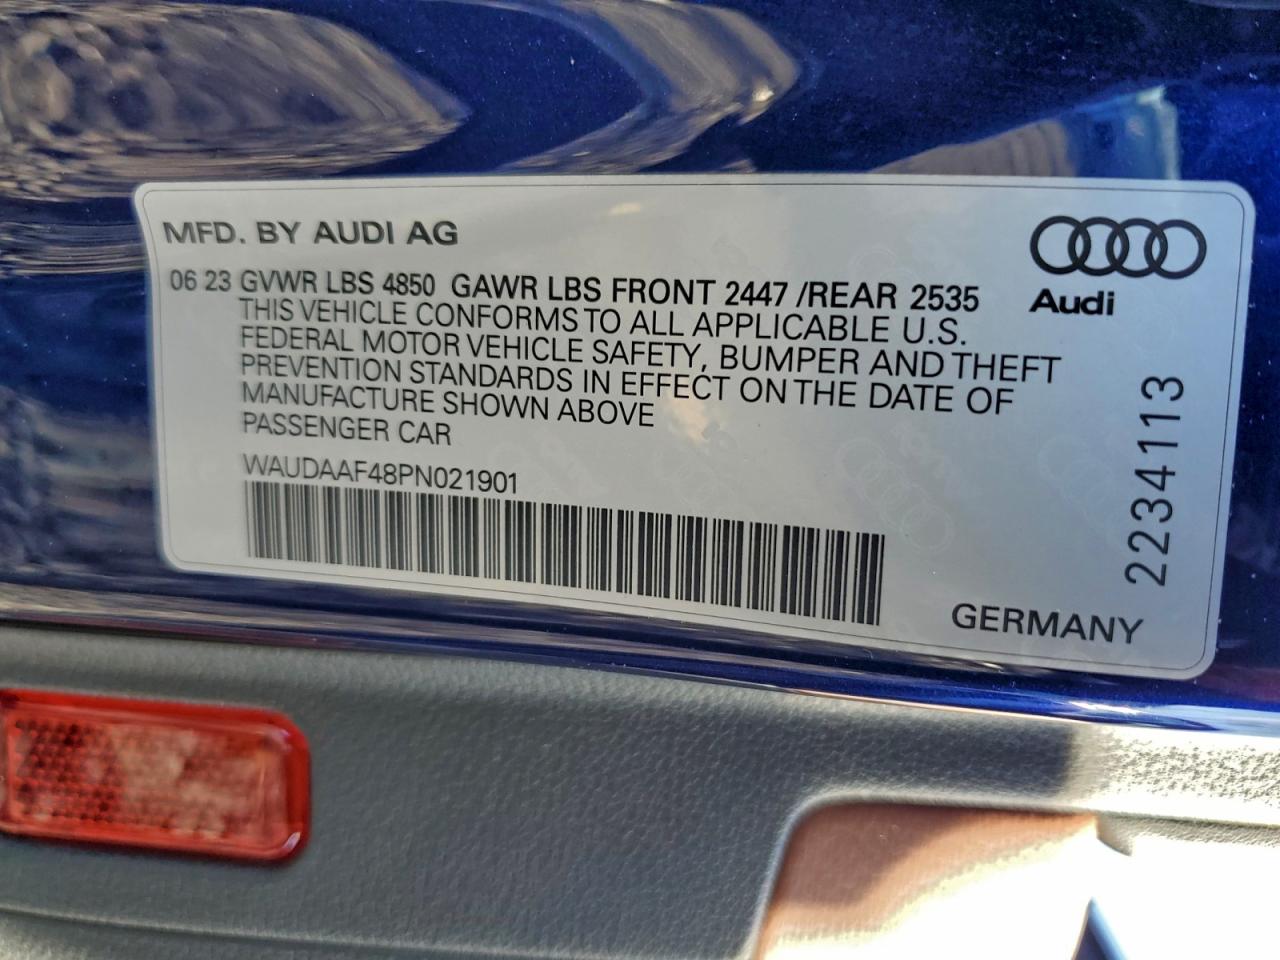 MFD. BY AUDI AG
06 23 GVWR LBS 4850 GAWR LBS FRONT 2447 /REAR 2535
THIS VEHICLE CONFORMS TO ALL APPLICABLE U.S.
FEDERAL MOTOR VEHICLE SAFETY, BUMPER AND THEFT
PREVENTION STANDARDS IN EFFECT ON THE DATE OF
MANUFACTURE SHOWN ABOVE
PASSENGER CAR
WAUDAAF48PN021901
Audi
2234113
GERMANY